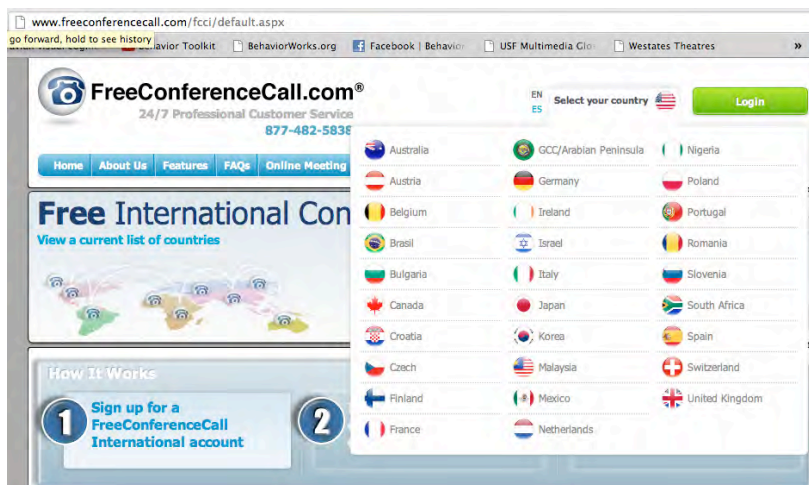 www.freeconferencecall.com/fcci/default.aspx
go forward, hold to see history
Behavior Toolkit BehaviorWorks.org Facebook | Behavior USF Multimedia Glo Westates Theatres »
FreeConferenceCall.com®
24/7 Professional Customer Service
877-482-5838
EN
ES
Select your country
Login
Home About Us Features FAQs Online Meeting
Free International Con
View a current list of countries
Australia GCC/Arabian Peninsula Nigeria
Austria Germany Poland
Belgium Ireland Portugal
Brasil Israel Romania
Bulgaria Italy Slovenia
Canada Japan South Africa
Croatia Korea Spain
Czech Malaysia Switzerland
Finland Mexico United Kingdom
France Netherlands
How It Works
1
Sign up for a
FreeConferenceCall
International account
2